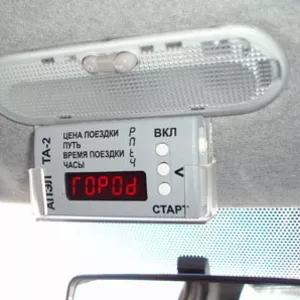 АПЭЛ ТА-2
ЦЕНА ПОЕЗДКИ P
ПУТЬ П
ВРЕМЯ ПОЕЗДКИ t
ЧАСЫ Ч
ВКЛ
<
ГОРОd
СТАРТ